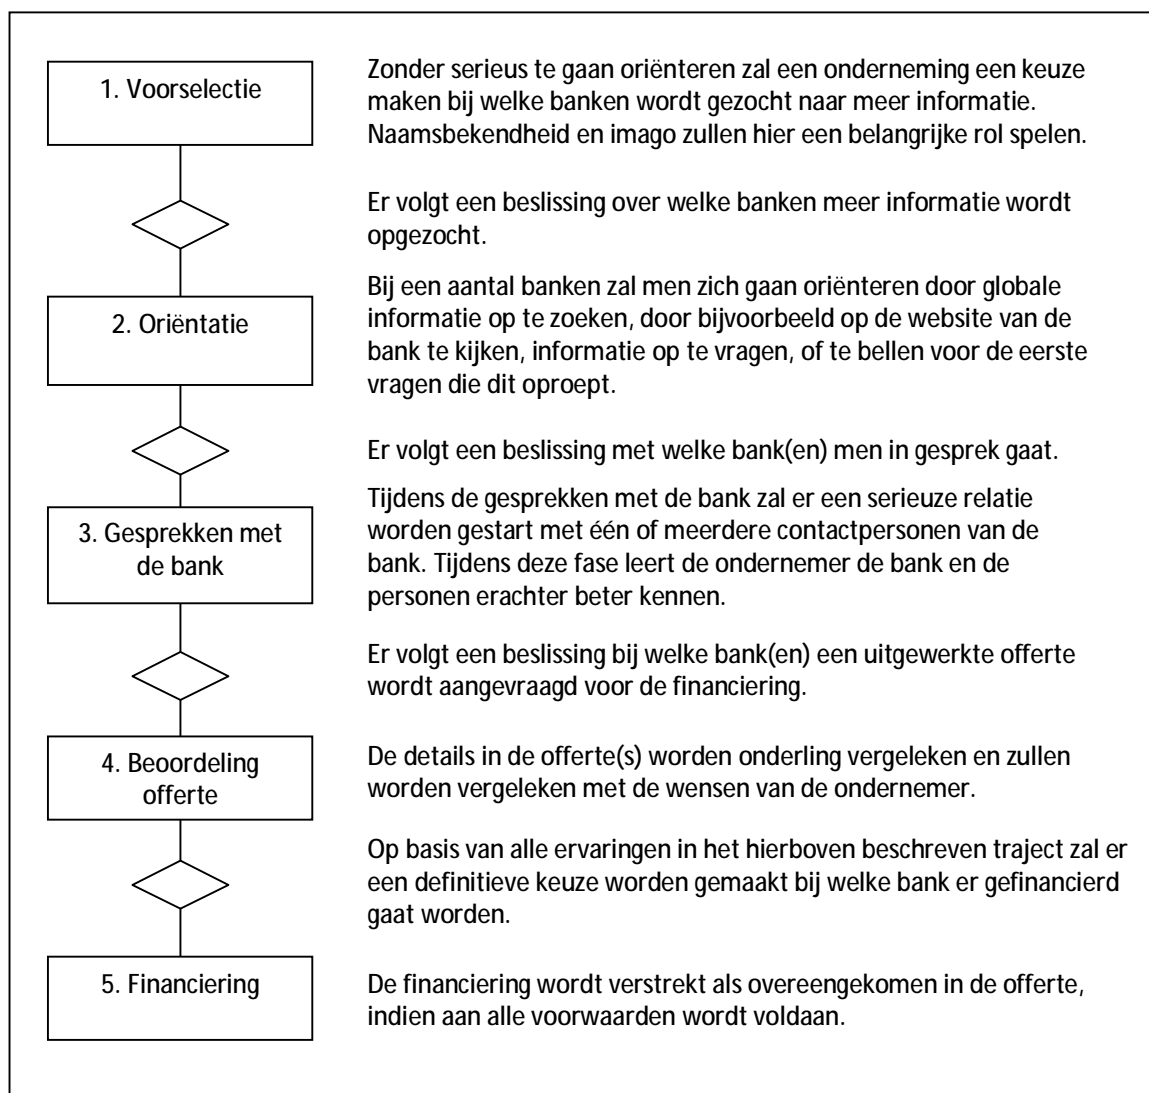 1. Voorselectie
Zonder serieus te gaan oriënteren zal een onderneming een keuze
maken bij welke banken wordt gezocht naar meer informatie.
Naamsbekendheid en imago zullen hier een belangrijke rol spelen.
Er volgt een beslissing over welke banken meer informatie wordt
opgezocht.
2. Oriëntatie
Bij een aantal banken zal men zich gaan oriënteren door globale
informatie op te zoeken, door bijvoorbeeld op de website van de
bank te kijken, informatie op te vragen, of te bellen voor de eerste
vragen die dit oproept.
Er volgt een beslissing met welke bank(en) men in gesprek gaat.
3. Gesprekken met
de bank
Tijdens de gesprekken met de bank zal er een serieuze relatie
worden gestart met één of meerdere contactpersonen van de
bank. Tijdens deze fase leert de ondernemer de bank en de
personen erachter beter kennen.
Er volgt een beslissing bij welke bank(en) een uitgewerkte offerte
wordt aangevraagd voor de financiering.
4. Beoordeling
offerte
De details in de offerte(s) worden onderling vergeleken en zullen
worden vergeleken met de wensen van de ondernemer.
Op basis van alle ervaringen in het hierboven beschreven traject zal er
een definitieve keuze worden gemaakt bij welke bank er gefinancierd
gaat worden.
5. Financiering
De financiering wordt verstrekt als overeengekomen in de offerte,
indien aan alle voorwaarden wordt voldaan.